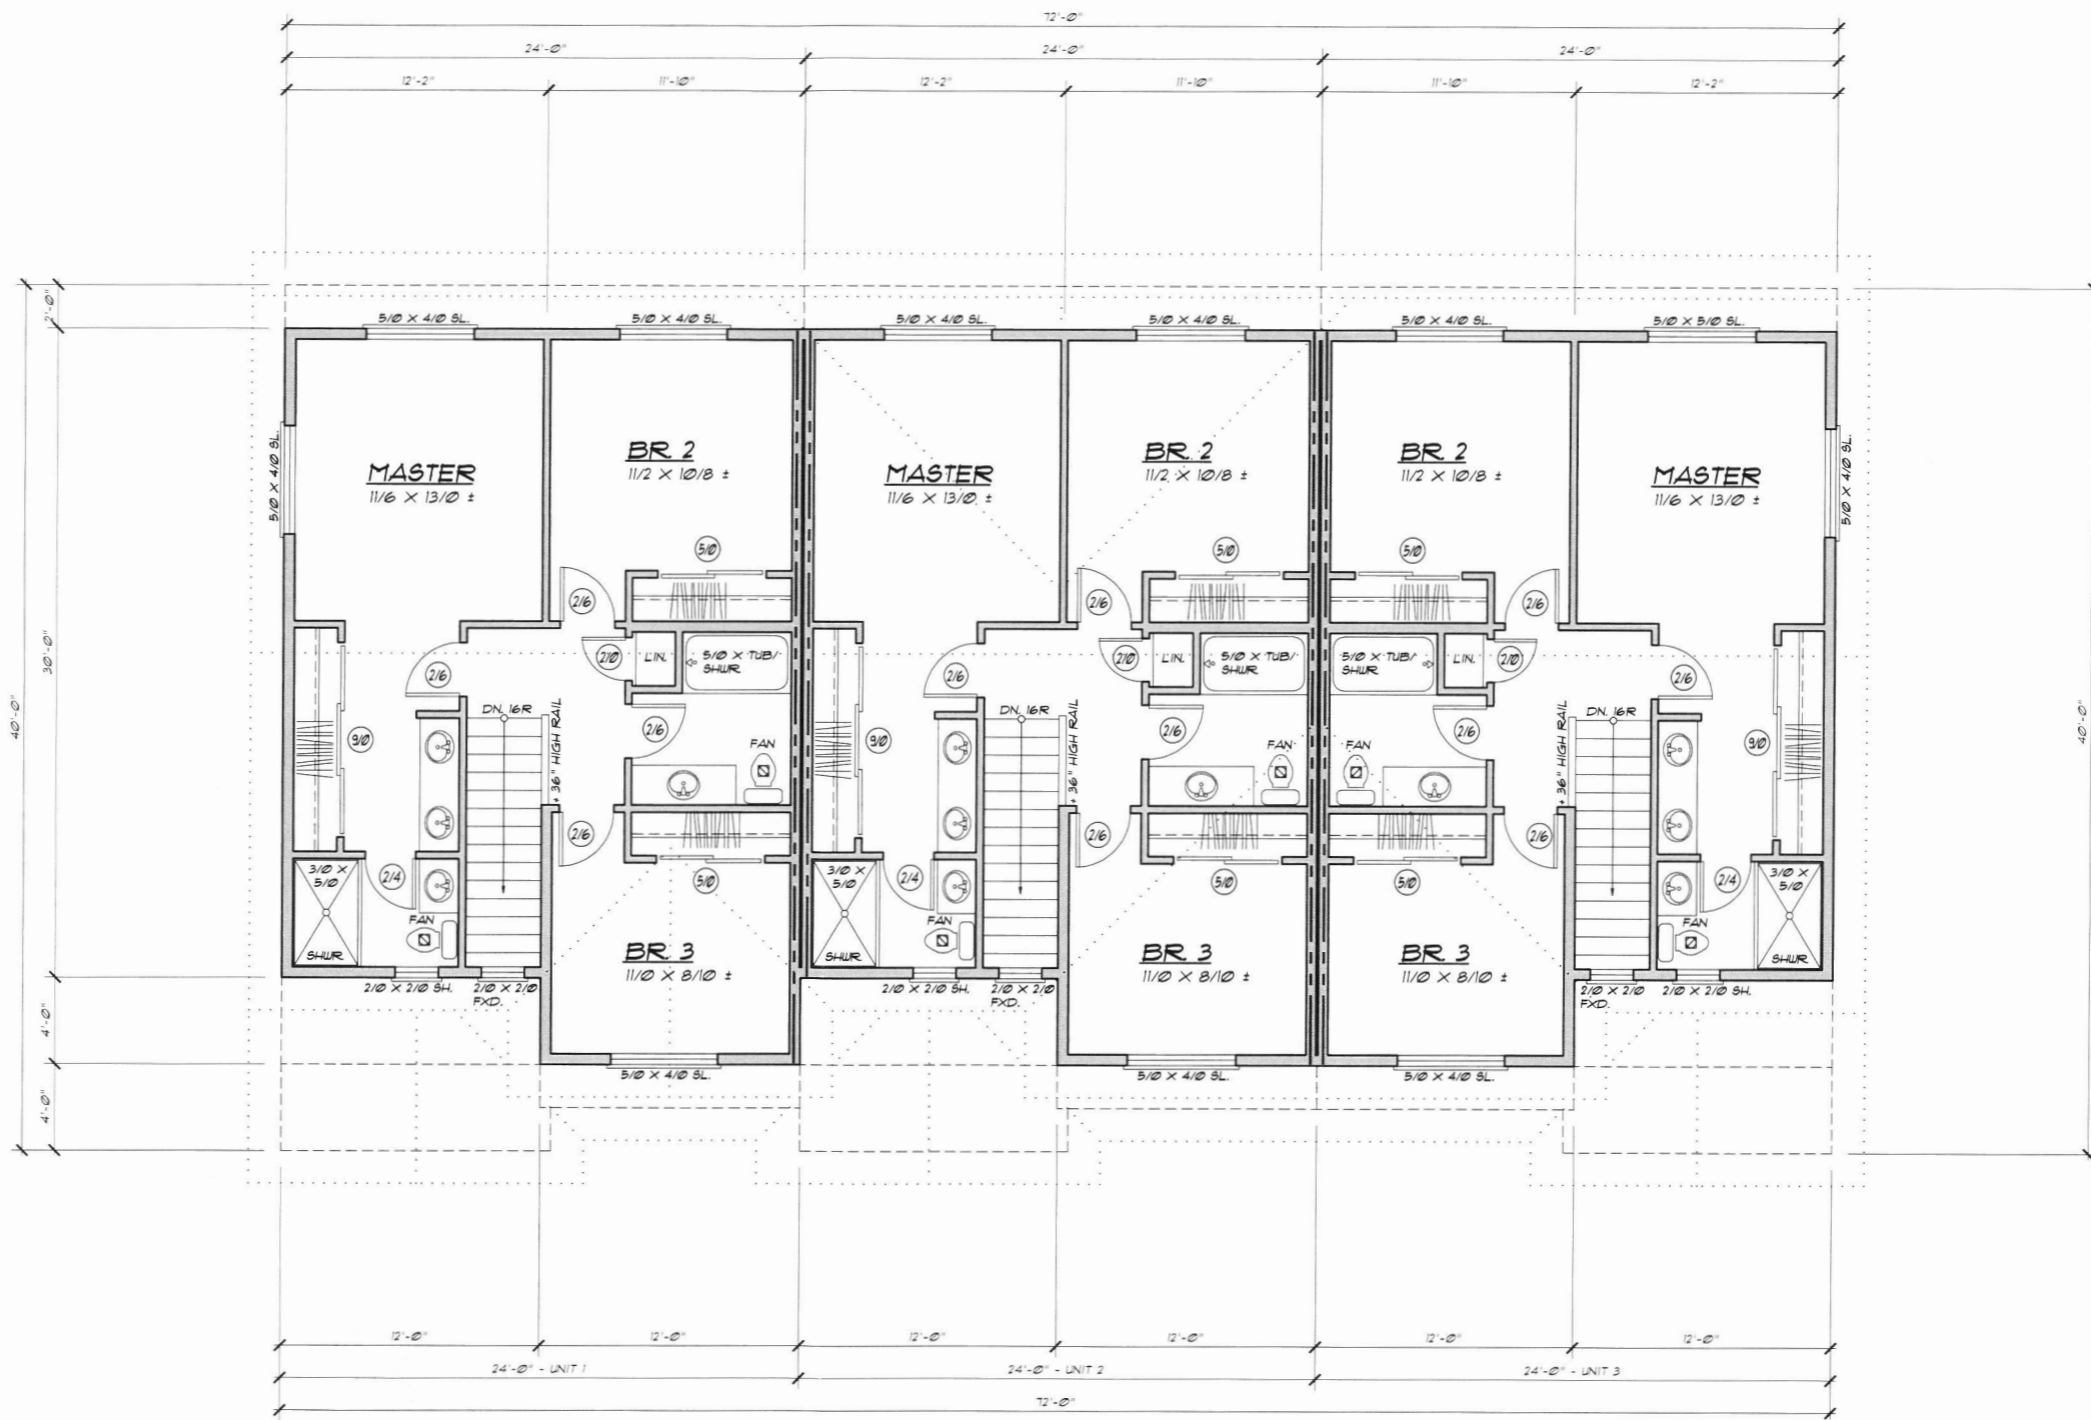 72'-0"
24'-0" 24'-0" 24'-0"
12'-2" 11'-10" 12'-2" 11'-10" 11'-10" 12'-2"
2'-0"
30'-0"
40'-0"
4'-0"
4'-0"
40'-0"
5/0 X 4/0 SL. 5/0 X 4/0 SL. 5/0 X 4/0 SL. 5/0 X 4/0 SL. 5/0 X 4/0 SL. 5/0 X 5/0 SL.
5/0 X 4/0 SL.
5/0 X 4/0 SL.
MASTER
11/6 X 13/0 ±
BR. 2
11/2 X 10/8 ±
MASTER
11/6 X 13/0 ±
BR. 2
11/2 X 10/8 ±
BR. 2
11/2 X 10/8 ±
MASTER
11/6 X 13/0 ±
5/0 5/0 5/0
2/6 2/6 2/6
2/0 LIN. 5/0 X TUB/
SHWR
2/0 LIN. 5/0 X TUB/
SHWR
5/0 X TUB/
SHWR
LIN. 2/0
2/6 2/6 2/6
DN. 16R DN. 16R DN. 16R
+ 36" HIGH RAIL
+ 36" HIGH RAIL
+ 36" HIGH RAIL
9/0 2/6 FAN 9/0 2/6 FAN FAN 2/6 9/0
2/6 2/6 2/6
3/0 X
5/0
2/4
5/0
3/0 X
5/0
2/4
5/0
5/0
2/4
3/0 X
5/0
FAN FAN FAN
SHWR SHWR SHWR
BR. 3
11/0 X 8/10 ±
BR. 3
11/0 X 8/10 ±
BR. 3
11/0 X 8/10 ±
2/0 X 2/0 SH. 2/0 X 2/0
FXD.
2/0 X 2/0 SH. 2/0 X 2/0
FXD.
2/0 X 2/0
FXD.
2/0 X 2/0 SH.
5/0 X 4/0 SL. 5/0 X 4/0 SL. 5/0 X 4/0 SL.
12'-0" 12'-0" 12'-0" 12'-0" 12'-0" 12'-0"
24'-0" - UNIT 1 24'-0" - UNIT 2 24'-0" - UNIT 3
72'-0"